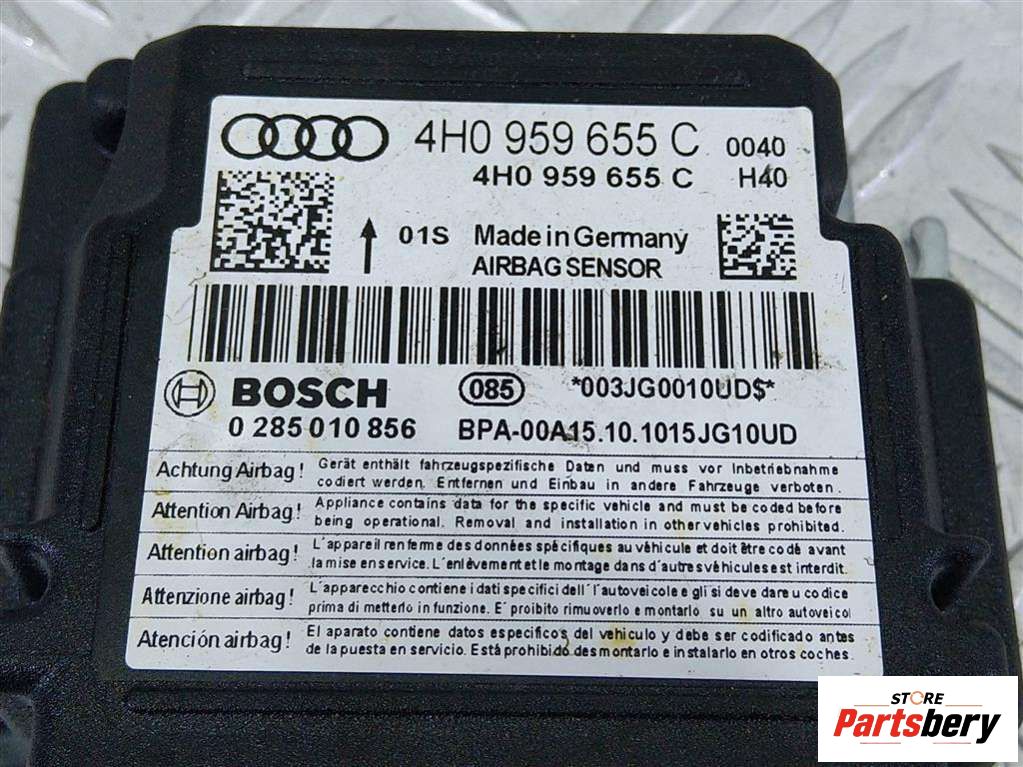 4H0 959 655 C 0040
4H0 959 655 C H40
01S Made in Germany
AIRBAG SENSOR
BOSCH 085 *003JG0010UD$*
0 285 010 856 BPA-00A15.10.1015JG10UD
Achtung Airbag! Gerät enthält fahrzeugspezifische Daten und muss vor Inbetriebnahme
codiert werden. Entfernen und Einbau in andere Fahrzeuge verboten.
Attention Airbag! Appliance contains data for the specific vehicle and must be coded before
being operational. Removal and installation in other vehicles prohibited.
Attention airbag! L'appareil renferme des données spécifiques au véhicule et doit être codé avant
la mise en service. L'enlèvement et le montage dans d'autres véhicules est interdit.
Attenzione airbag! L'apparecchio contiene i dati specifici dell'l'autoveicolo e gli si deve dare u codice
prima di metterlo in funzione. E' proibito rimuoverlo e montarlo su un altro autoveicol
Atención airbag! El aparato contiene datos especificos del vehiculo y debe ser codificado antes
de la puesta en servicio. Está prohibido desmontarlo e instalarlo en otros coches.
STORE
Partsbery